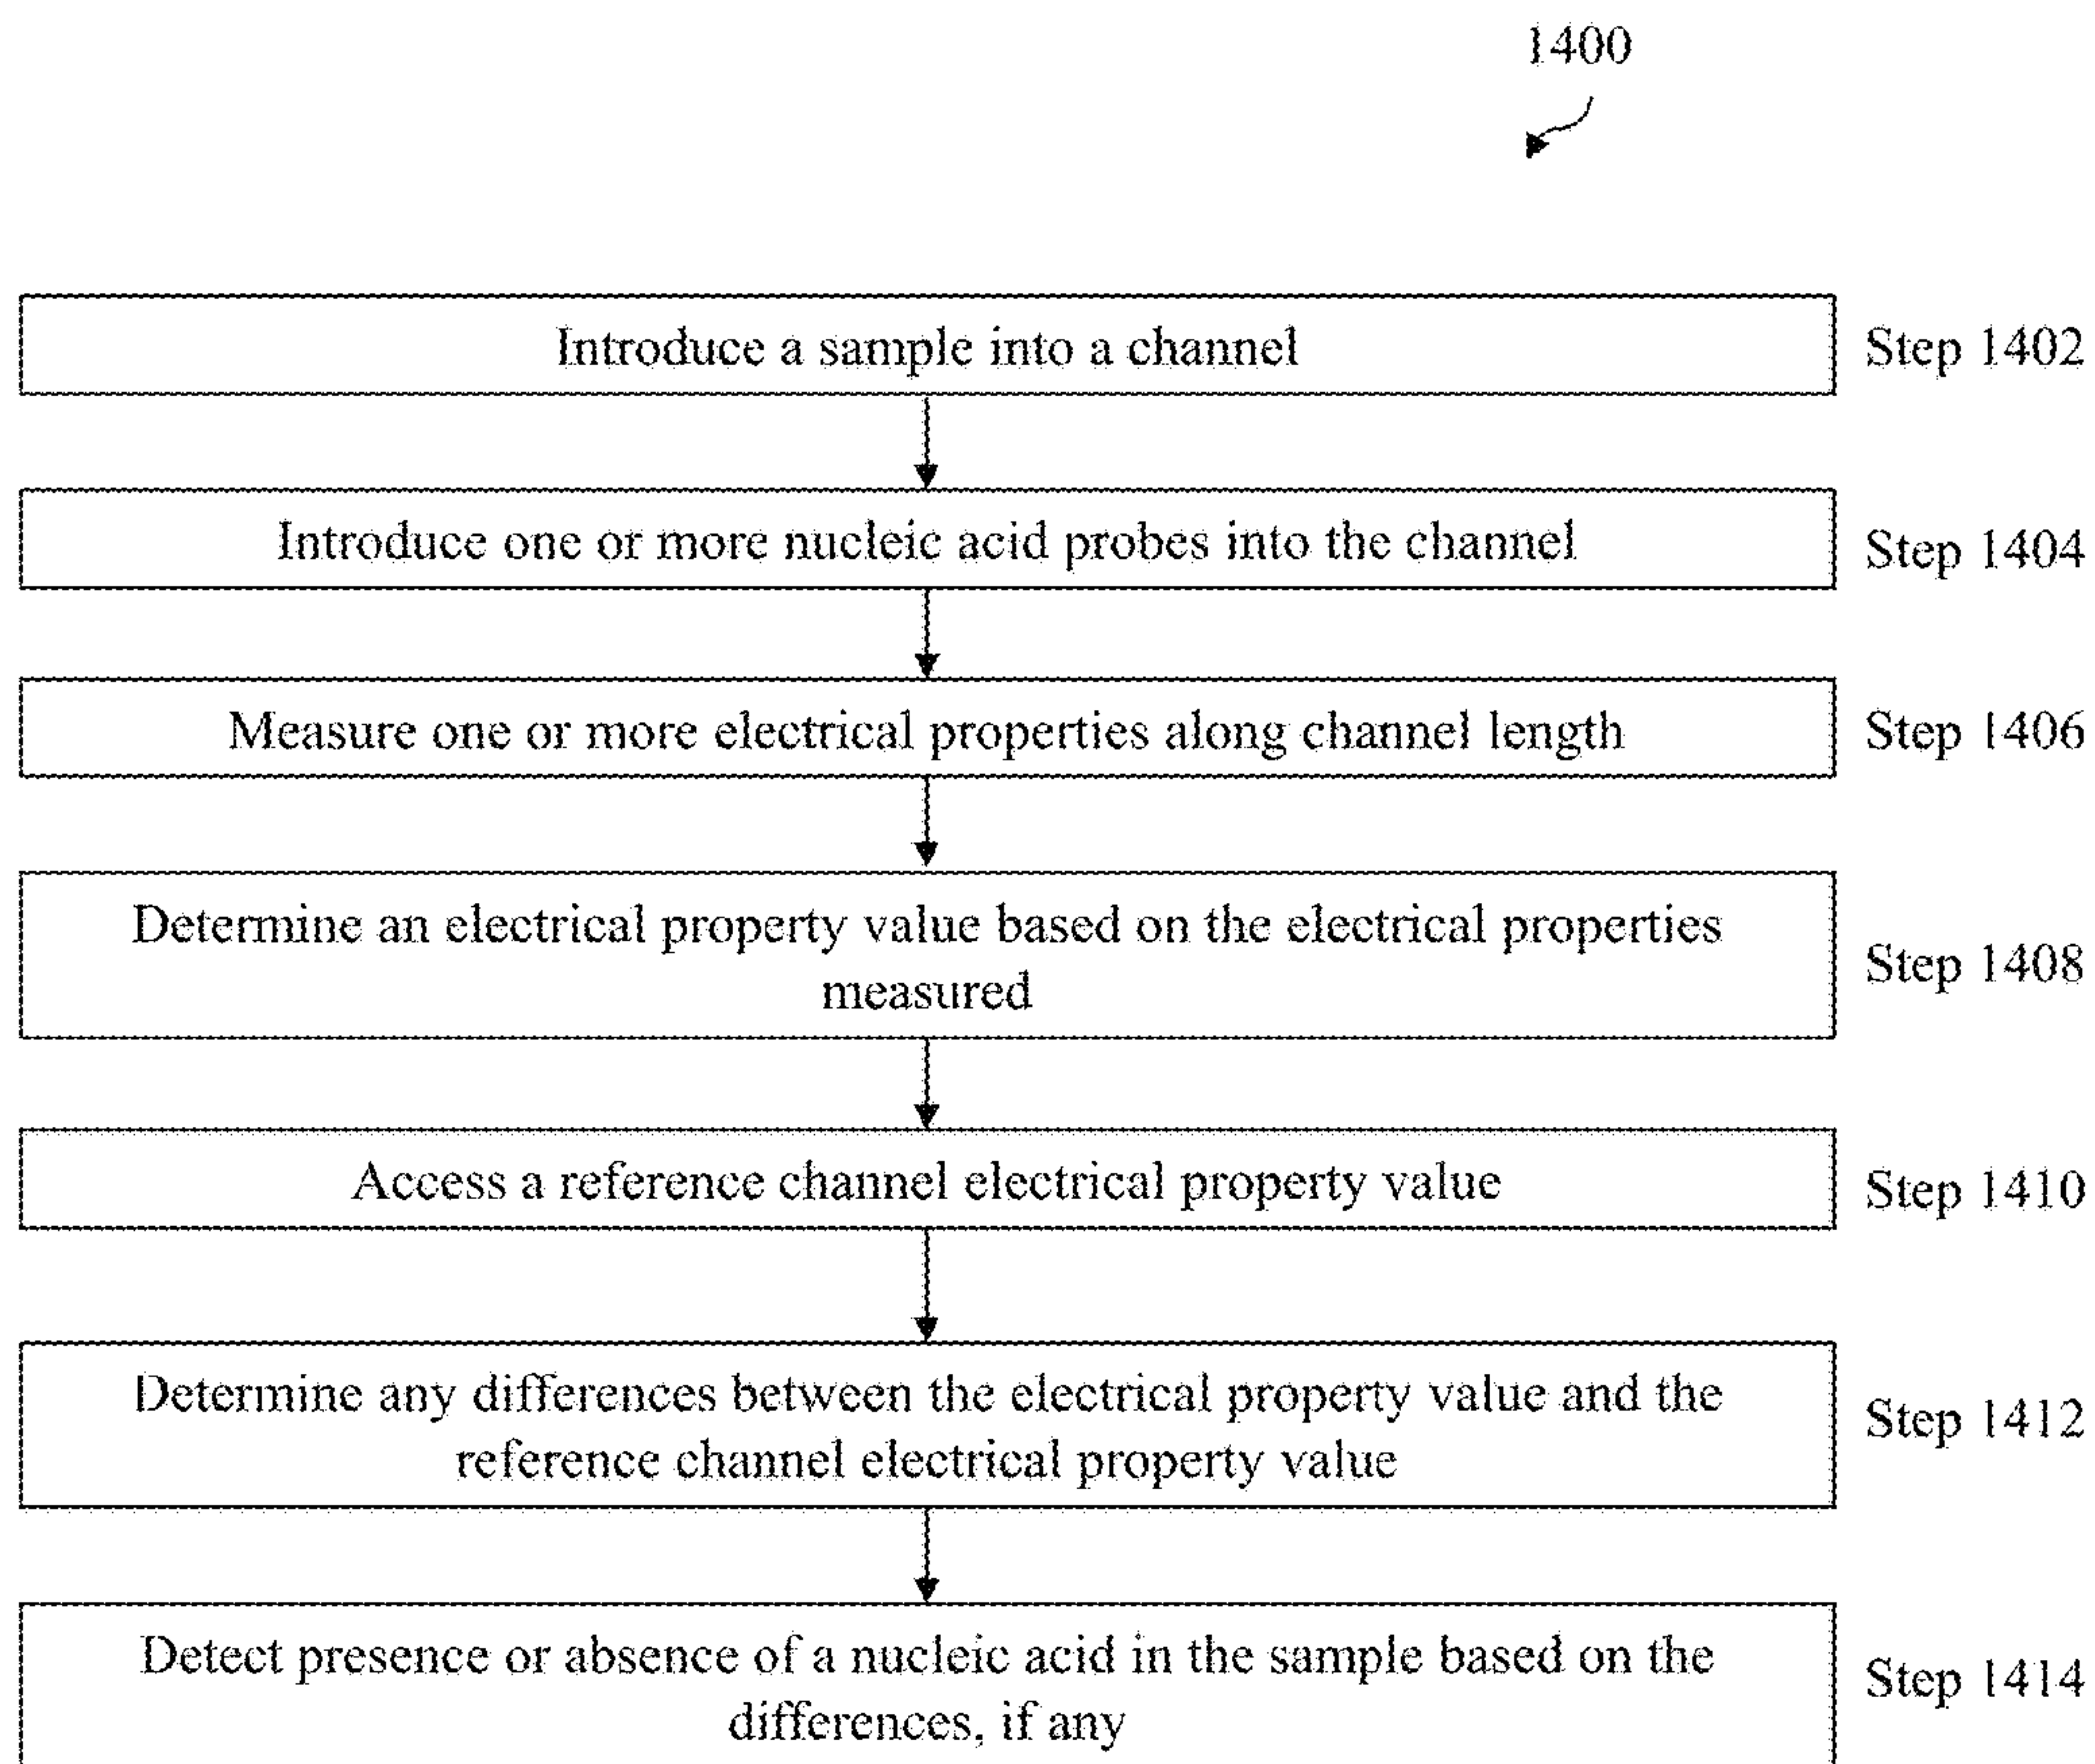 1400
Introduce a sample into a channel
Step 1402
Introduce one or more nucleic acid probes into the channel
Step 1404
Measure one or more electrical properties along channel length
Step 1406
Determine an electrical property value based on the electrical properties
measured
Step 1408
Access a reference channel electrical property value
Step 1410
Determine any differences between the electrical property value and the
reference channel electrical property value
Step 1412
Detect presence or absence of a nucleic acid in the sample based on the
differences, if any
Step 1414